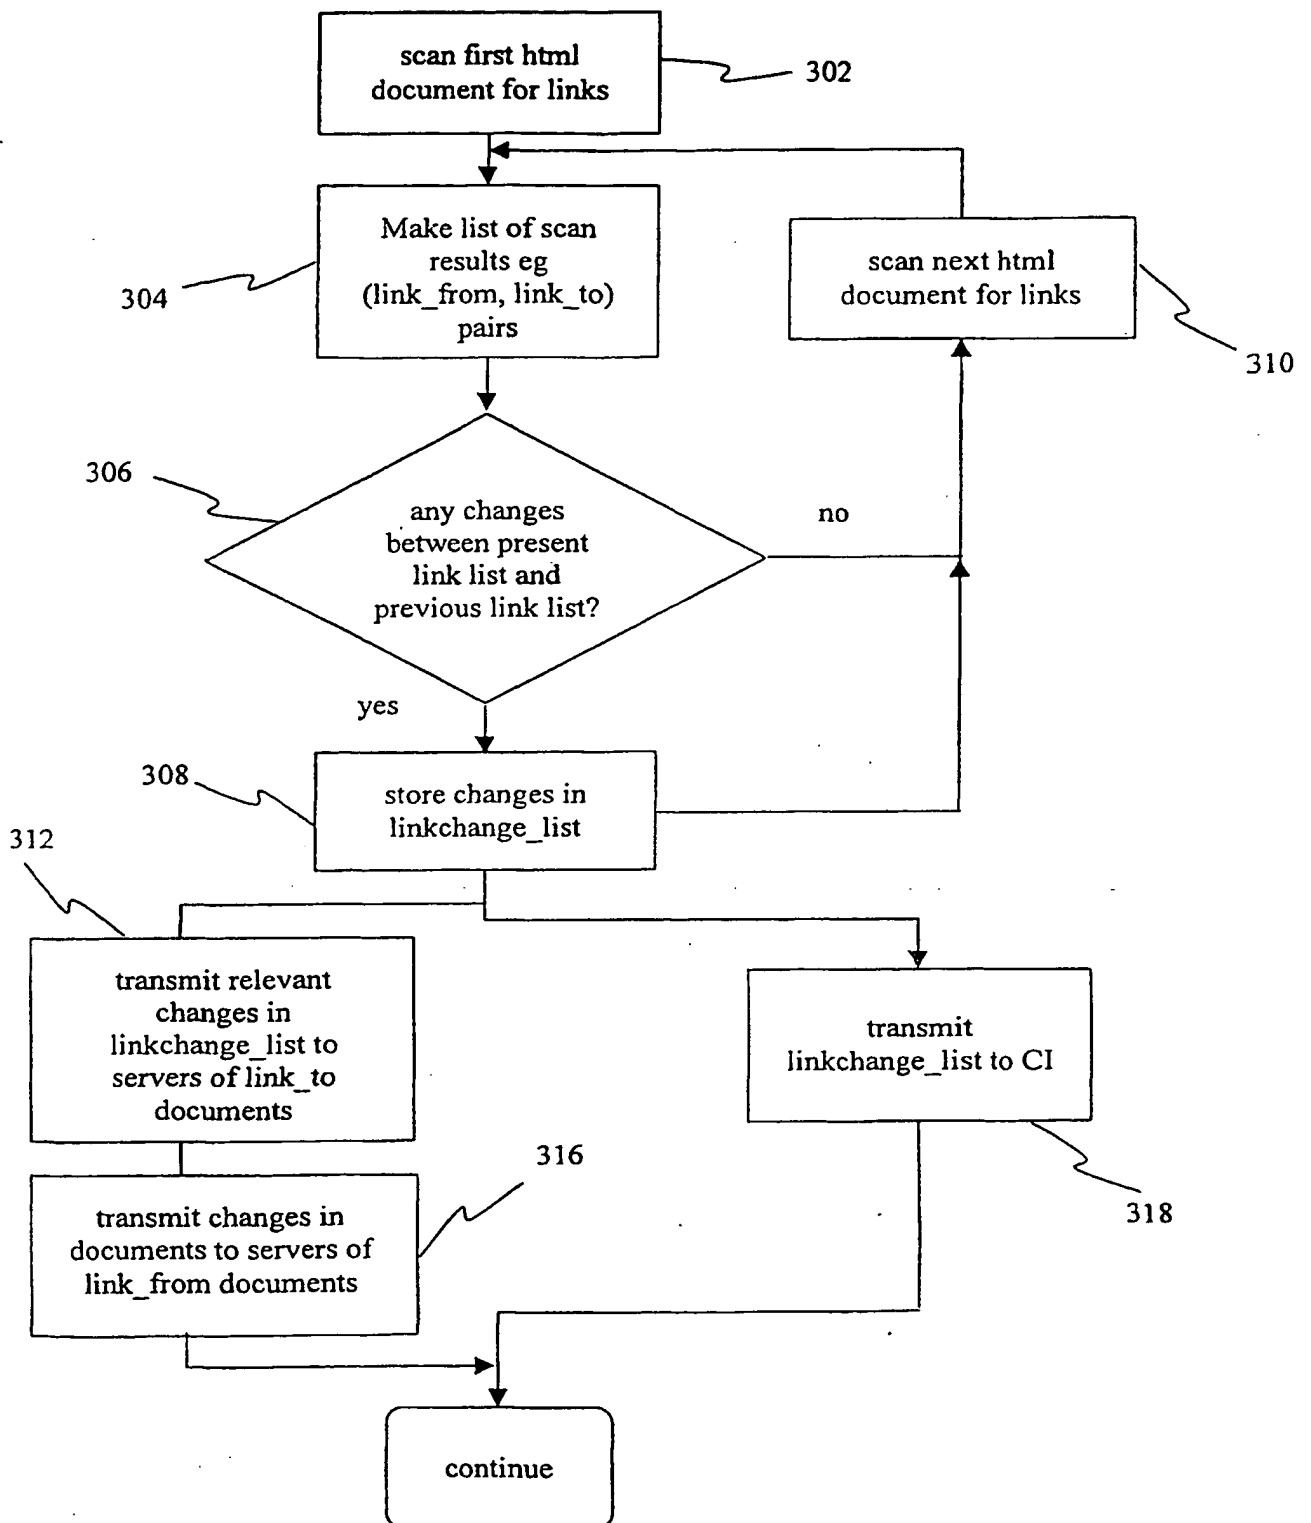 scan first html
document for links
302
Make list of scan
results eg
(link_from, link_to)
pairs
304
scan next html
document for links
310
306
any changes
between present
link list and
previous link list?
no
yes
308
store changes in
linkchange_list
312
transmit relevant
changes in
linkchange_list to
servers of link_to
documents
transmit
linkchange_list to CI
318
316
transmit changes in
documents to servers of
link_from documents
continue